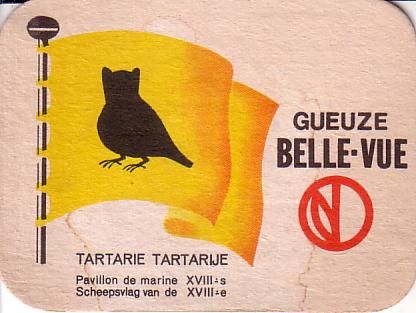 GUEUZE
BELLE-VUE
TARTARIE TARTARIJE
Pavillon de marine XVIII-s
Scheepsvlag van de XVIII-e